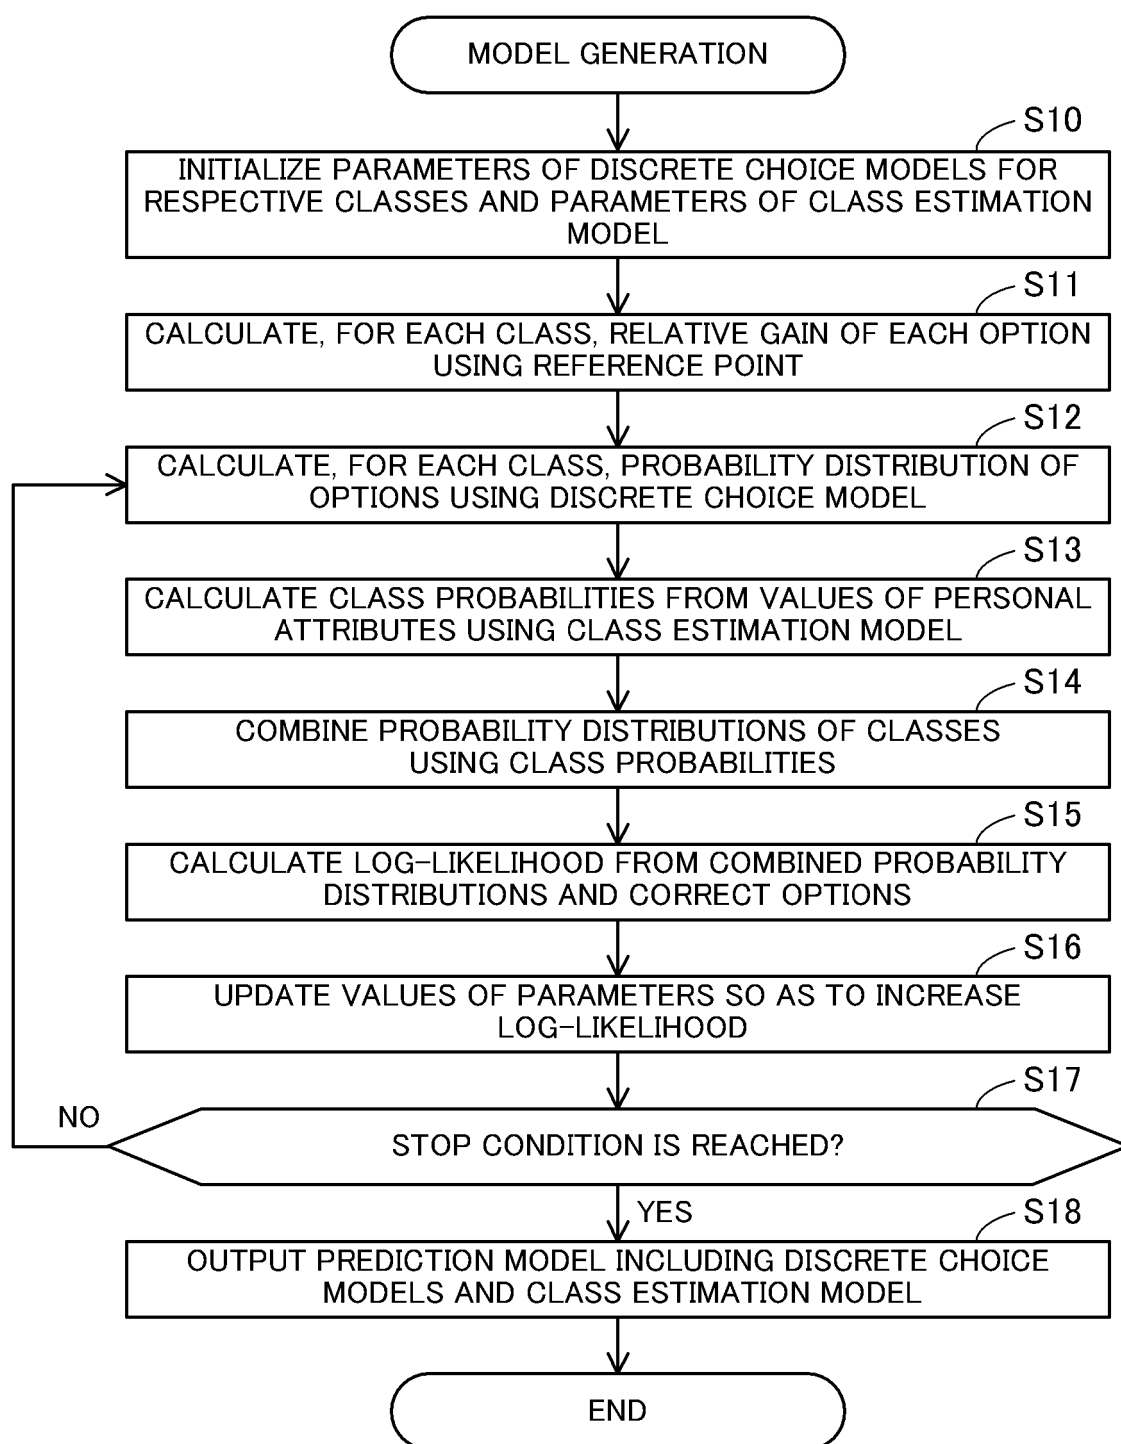 MODEL GENERATION
S10
INITIALIZE PARAMETERS OF DISCRETE CHOICE MODELS FOR
RESPECTIVE CLASSES AND PARAMETERS OF CLASS ESTIMATION
MODEL
S11
CALCULATE, FOR EACH CLASS, RELATIVE GAIN OF EACH OPTION
USING REFERENCE POINT
S12
CALCULATE, FOR EACH CLASS, PROBABILITY DISTRIBUTION OF
OPTIONS USING DISCRETE CHOICE MODEL
S13
CALCULATE CLASS PROBABILITIES FROM VALUES OF PERSONAL
ATTRIBUTES USING CLASS ESTIMATION MODEL
S14
COMBINE PROBABILITY DISTRIBUTIONS OF CLASSES
USING CLASS PROBABILITIES
S15
CALCULATE LOG-LIKELIHOOD FROM COMBINED PROBABILITY
DISTRIBUTIONS AND CORRECT OPTIONS
S16
UPDATE VALUES OF PARAMETERS SO AS TO INCREASE
LOG-LIKELIHOOD
S17
NO
STOP CONDITION IS REACHED?
YES
S18
OUTPUT PREDICTION MODEL INCLUDING DISCRETE CHOICE
MODELS AND CLASS ESTIMATION MODEL
END